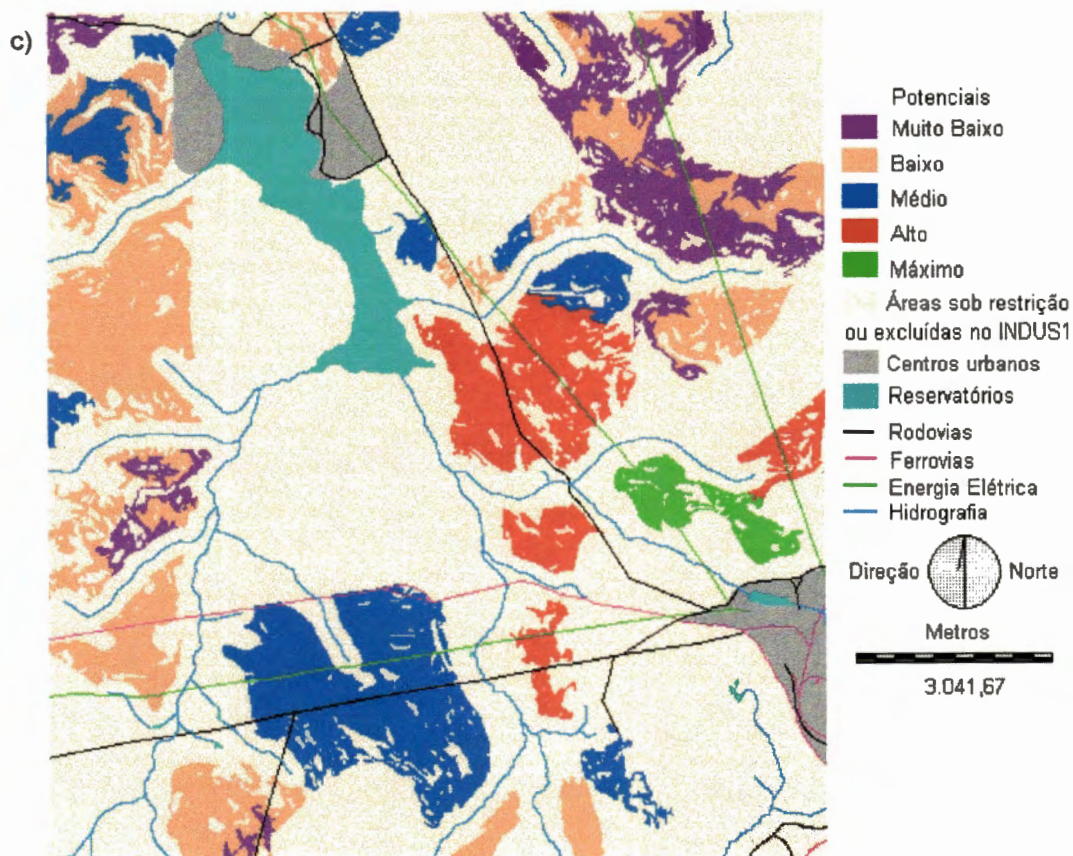 c)
Potenciais
Muito Baixo
Baixo
Médio
Alto
Máximo
Áreas sob restrição
ou excluídas no INDUS1
Centros urbanos
Reservatórios
Rodovias
Ferrovias
Energia Elétrica
Hidrografia
Direção Norte
Metros
3.041,67